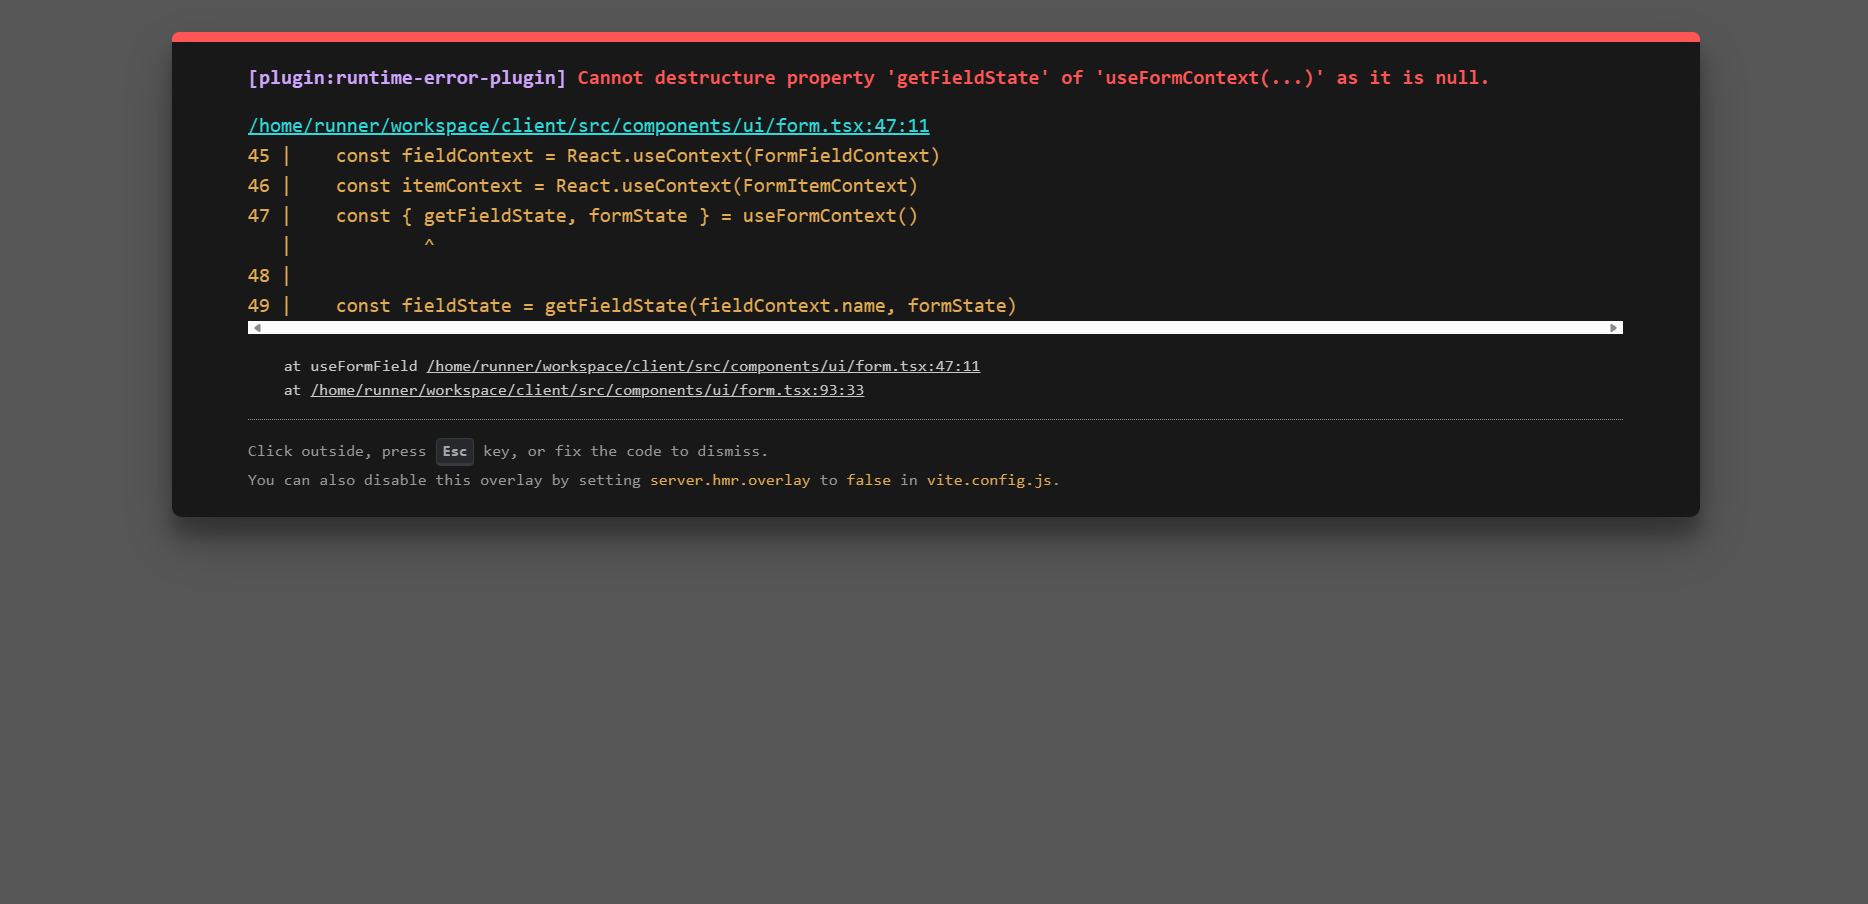 [plugin:runtime-error-plugin] Cannot destructure property 'getFieldState' of 'useFormContext(...)' as it is null.
/home/runner/workspace/client/src/components/ui/form.tsx:47:11
45 |    const fieldContext = React.useContext(FormFieldContext)
46 |    const itemContext = React.useContext(FormItemContext)
47 |    const { getFieldState, formState } = useFormContext()
   |            ^
48 |
49 |    const fieldState = getFieldState(fieldContext.name, formState)
at useFormField /home/runner/workspace/client/src/components/ui/form.tsx:47:11
at /home/runner/workspace/client/src/components/ui/form.tsx:93:33
Click outside, press Esc key, or fix the code to dismiss.
You can also disable this overlay by setting server.hmr.overlay to false in vite.config.js.